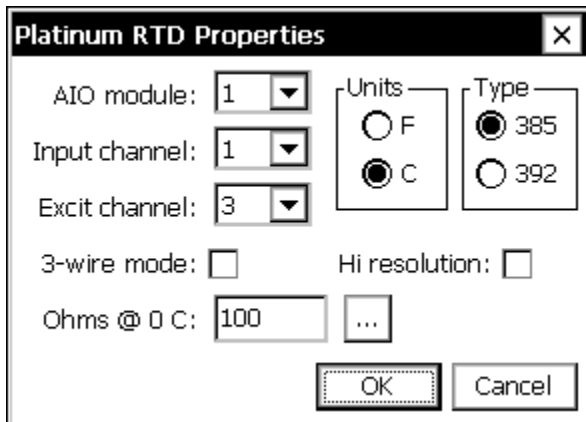 Platinum RTD Properties
AIO module: 1
Units
F
C
Type
385
392
Input channel: 1
Excit channel: 3
3-wire mode:
Hi resolution:
Ohms @ 0 C: 100 ...
OK
Cancel